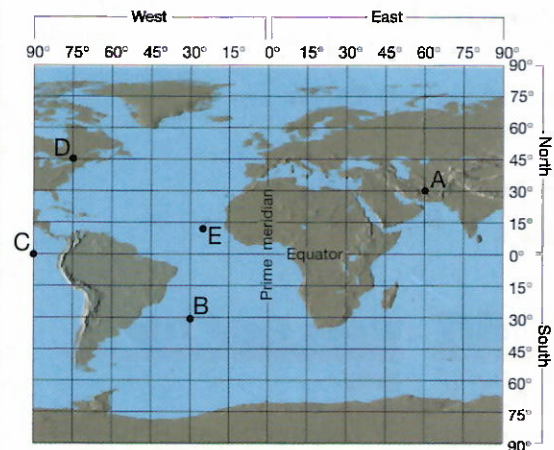 West East
90° 75° 60° 45° 30° 15° 0° 15° 30° 45° 60° 75° 90°
90°
75°
60°
D 45°
A 30°
15°
E
C Equator 0°
15°
B 30°
45°
60°
75°
90°
Prime meridian
North
South